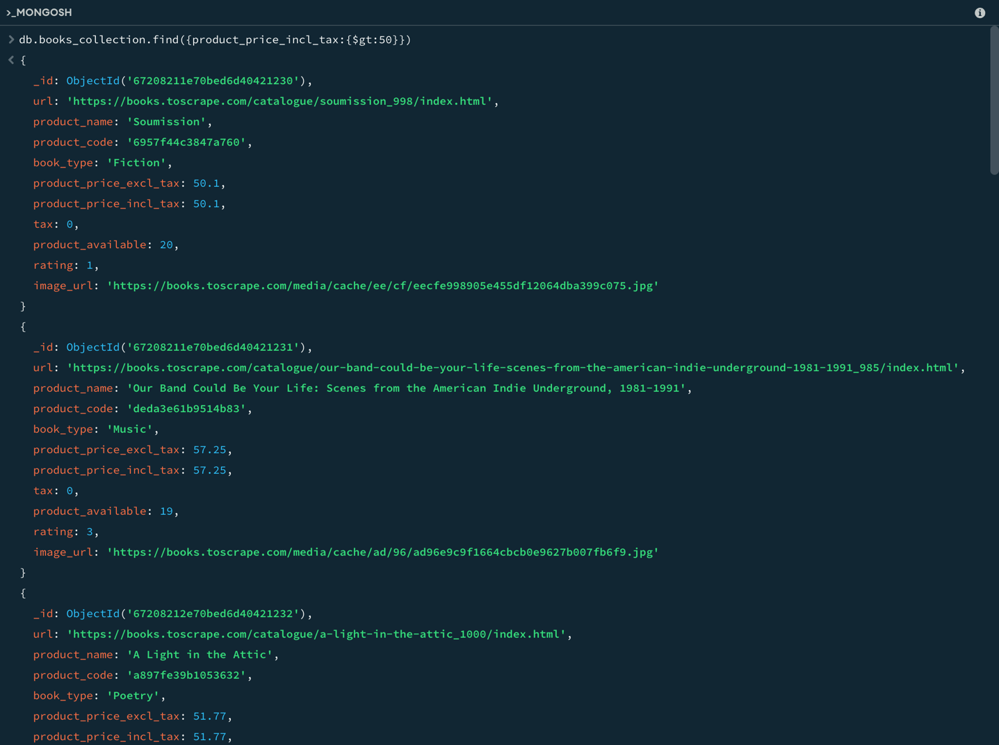 >_MONGOSH
> db.books_collection.find({product_price_incl_tax:{$gt:50}})
< {
_id: ObjectId('67208211e70bed6d40421230'),
url: 'https://books.toscrape.com/catalogue/soumission_998/index.html',
product_name: 'Soumission',
product_code: '6957f44c3847a760',
book_type: 'Fiction',
product_price_excl_tax: 50.1,
product_price_incl_tax: 50.1,
tax: 0,
product_available: 20,
rating: 1,
image_url: 'https://books.toscrape.com/media/cache/ee/cf/eecfe998905e455df12064dba399c075.jpg'
}
{
_id: ObjectId('67208211e70bed6d40421231'),
url: 'https://books.toscrape.com/catalogue/our-band-could-be-your-life-scenes-from-the-american-indie-underground-1981-1991_985/index.html',
product_name: 'Our Band Could Be Your Life: Scenes from the American Indie Underground, 1981-1991',
product_code: 'deda3e61b9514b83',
book_type: 'Music',
product_price_excl_tax: 57.25,
product_price_incl_tax: 57.25,
tax: 0,
product_available: 19,
rating: 3,
image_url: 'https://books.toscrape.com/media/cache/ad/96/ad96e9c9f1664cbcb0e9627b007fb6f9.jpg'
}
{
_id: ObjectId('67208212e70bed6d40421232'),
url: 'https://books.toscrape.com/catalogue/a-light-in-the-attic_1000/index.html',
product_name: 'A Light in the Attic',
product_code: 'a897fe39b1053632',
book_type: 'Poetry',
product_price_excl_tax: 51.77,
product_price_incl_tax: 51.77,